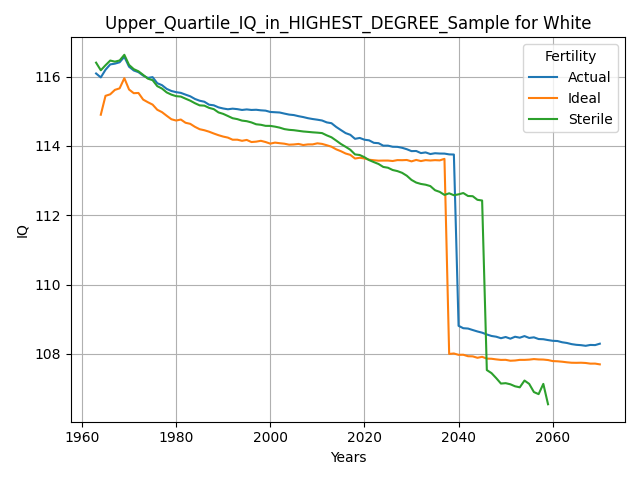 Upper_Quartile_IQ_in_HIGHEST_DEGREE_Sample for White
Fertility
Actual
Ideal
Sterile
116
114
112
110
108
IQ
1960
1980
2000
2020
2040
2060
Years